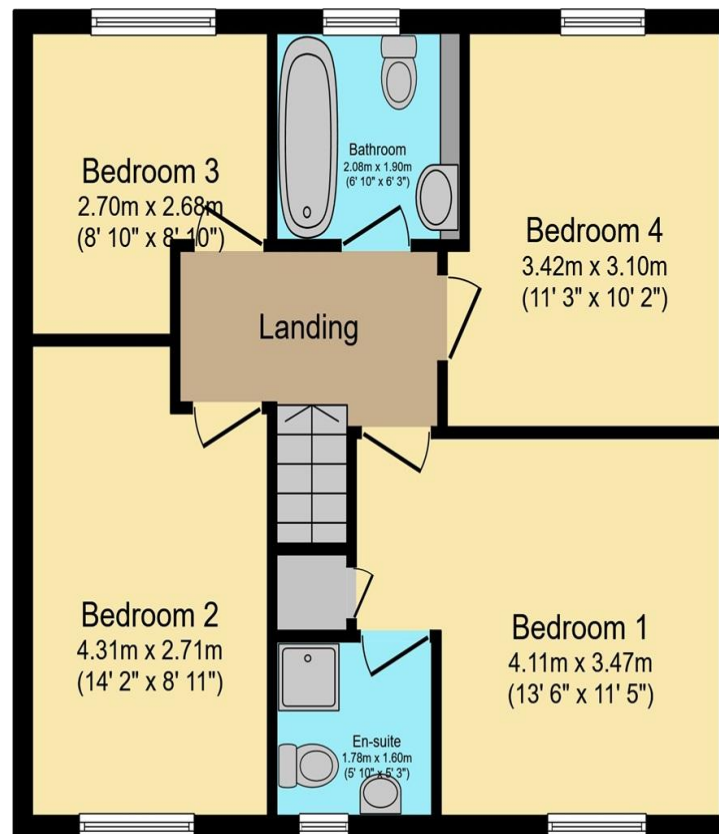 Bedroom 3
2.70m x 2.68m
(8' 10" x 8' 10")
Bathroom
2.08m x 1.90m
(6' 10" x 6' 3")
Bedroom 4
3.42m x 3.10m
(11' 3" x 10' 2")
Landing
Bedroom 2
4.31m x 2.71m
(14' 2" x 8' 11")
Bedroom 1
4.11m x 3.47m
(13' 6" x 11' 5")
En-suite
1.78m x 1.60m
(5' 10" x 5' 3")